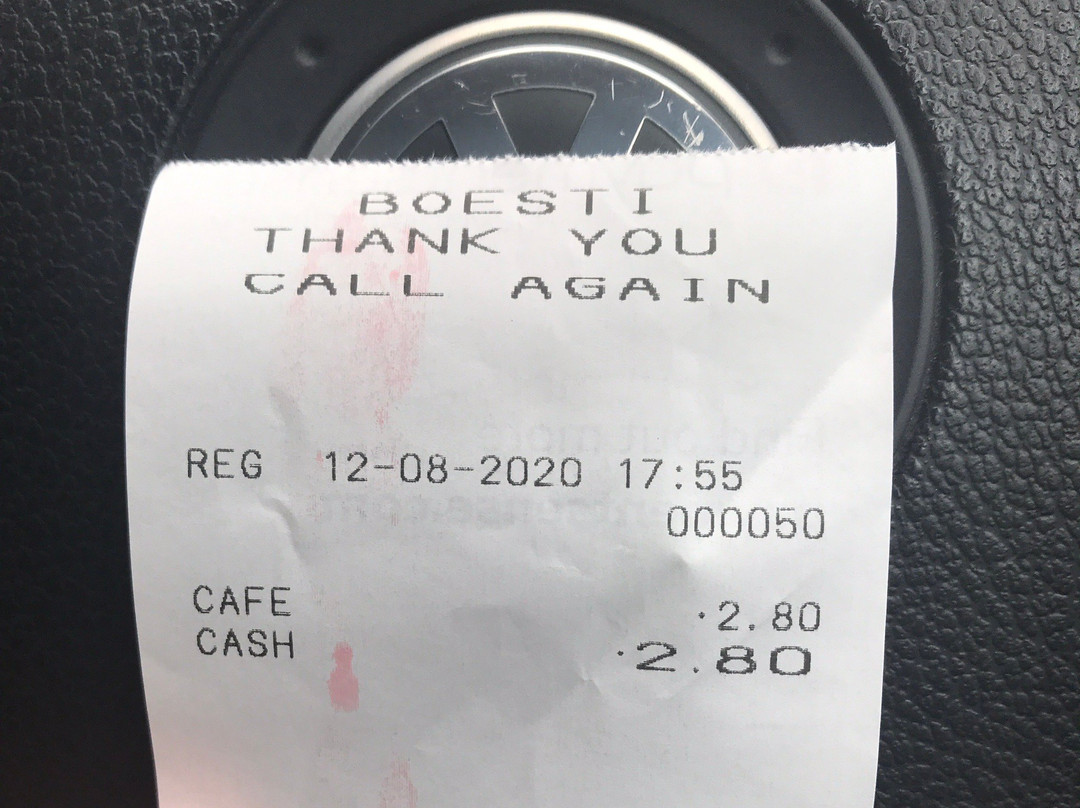 BOESTI
THANK YOU
CALL AGAIN
REG 12-08-2020 17:55
000050
CAFE ·2.80
CASH ·2.80